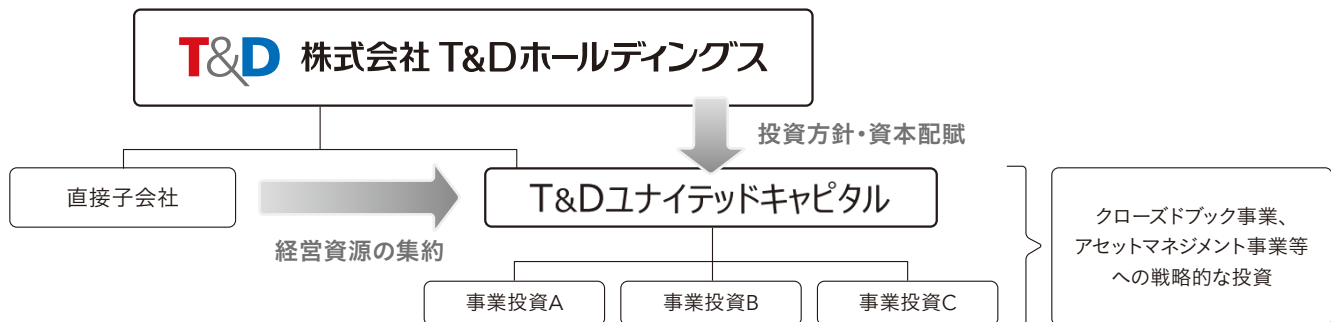 T&D 株式会社 T&Dホールディングス
投資方針・資本配賦
直接子会社
T&Dユナイテッドキャピタル
経営資源の集約
クローズドブック事業、
アセットマネジメント事業等
への戦略的な投資
事業投資A
事業投資B
事業投資C